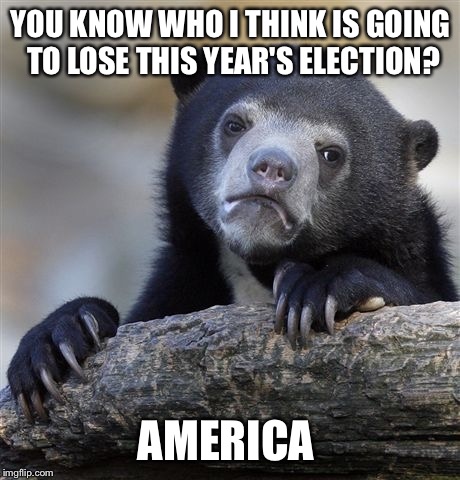 YOU KNOW WHO I THINK IS GOING
TO LOSE THIS YEAR'S ELECTION?
AMERICA
imgflip.com